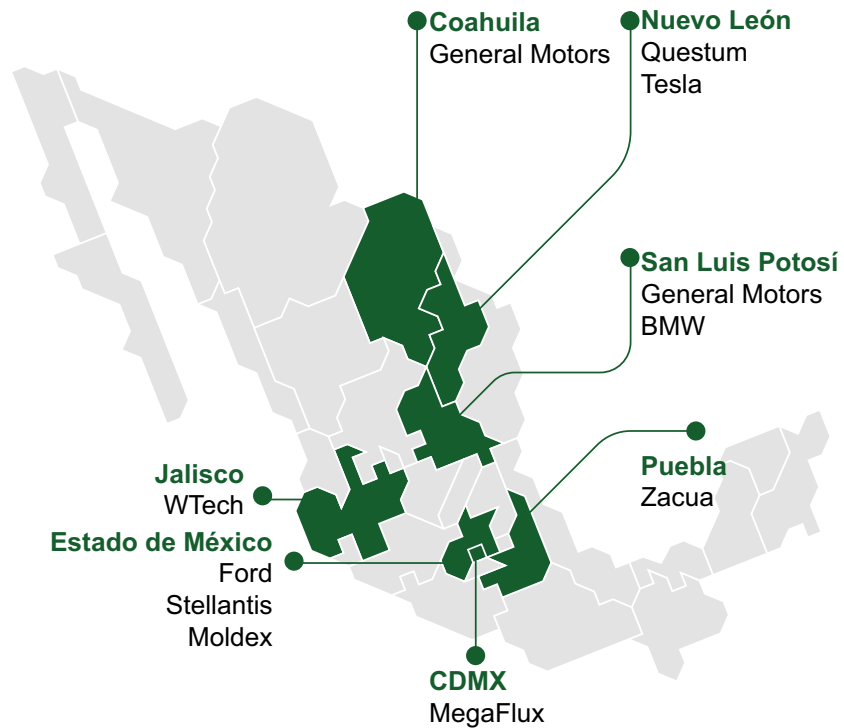 Coahuila
General Motors
Nuevo León
Questum
Tesla
San Luis Potosí
General Motors
BMW
Puebla
Zacua
Jalisco
WTech
Estado de México
Ford
Stellantis
Moldex
CDMX
MegaFlux